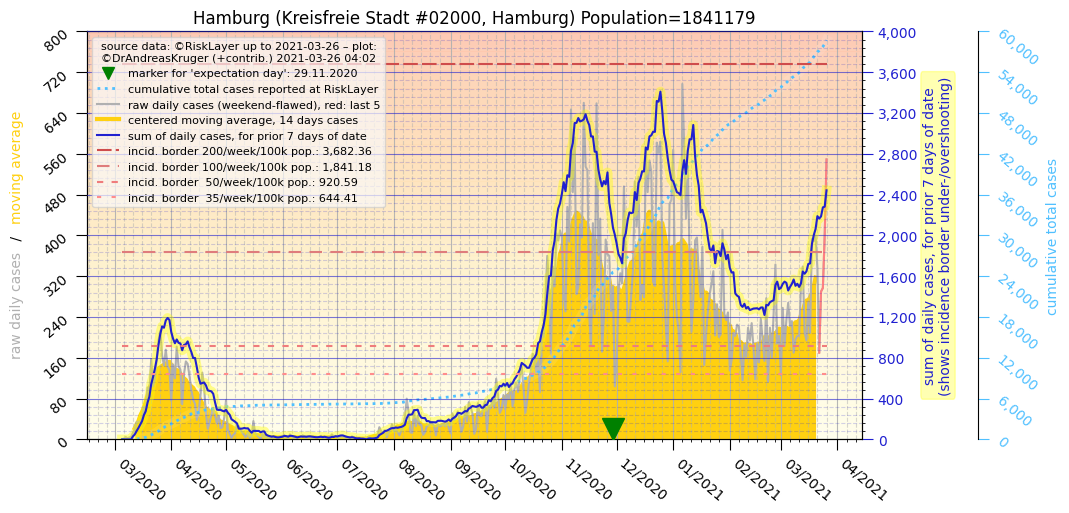 Hamburg (Kreisfreie Stadt #02000, Hamburg) Population=1841179
source data: ©RiskLayer up to 2021-03-26 – plot:
©DrAndreasKruger (+contrib.) 2021-03-26 04:02
marker for 'expectation day': 29.11.2020
cumulative total cases reported at RiskLayer
raw daily cases (weekend-flawed), red: last 5
centered moving average, 14 days cases
sum of daily cases, for prior 7 days of date
incid. border 200/week/100k pop.: 3,682.36
incid. border 100/week/100k pop.: 1,841.18
incid. border  50/week/100k pop.: 920.59
incid. border  35/week/100k pop.: 644.41
raw daily cases / moving average
800
720
640
560
480
400
320
240
160
80
0
03/2020
04/2020
05/2020
06/2020
07/2020
08/2020
09/2020
10/2020
11/2020
12/2020
01/2021
02/2021
03/2021
04/2021
4,000
3,600
3,200
2,800
2,400
2,000
1,600
1,200
800
400
0
sum of daily cases, for prior 7 days of date
(shows incidence border under-/overshooting)
60,000
54,000
48,000
42,000
36,000
30,000
24,000
18,000
12,000
6,000
0
cumulative total cases